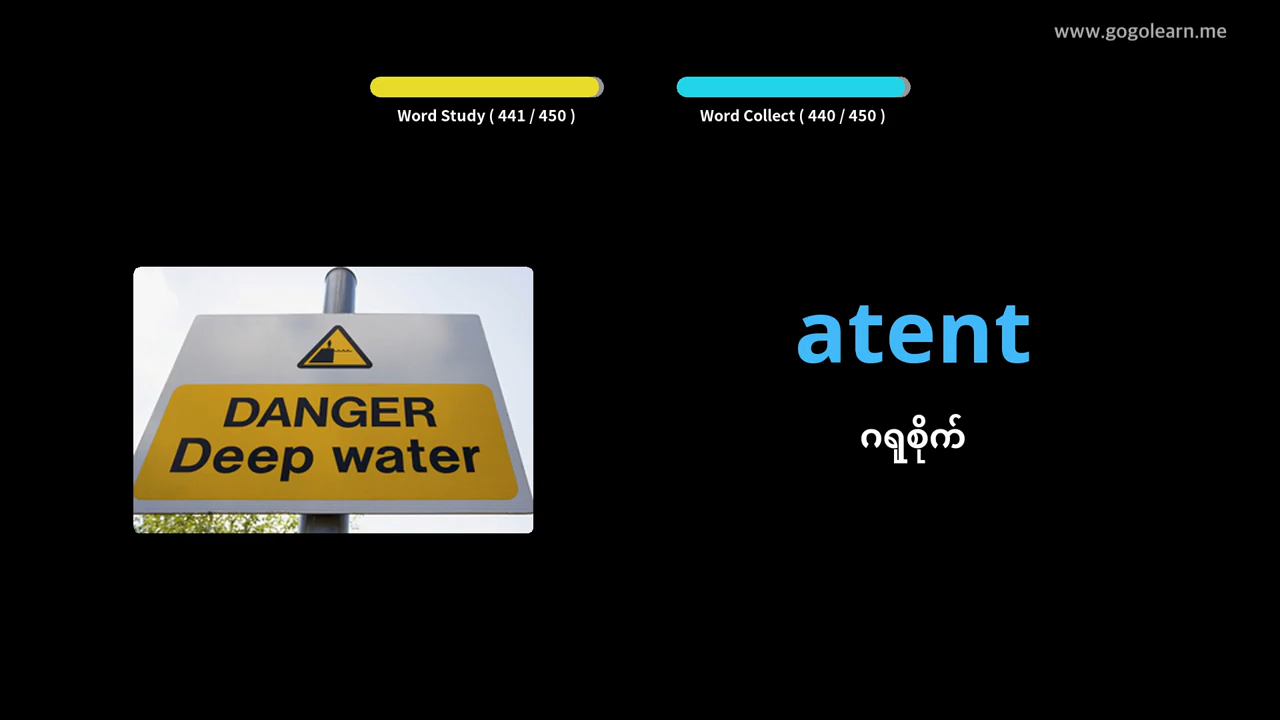 www.gogolearn.me
Word Study ( 441 / 450 )
Word Collect ( 440 / 450 )
DANGER
Deep water
atent
ဂရုစိုက်